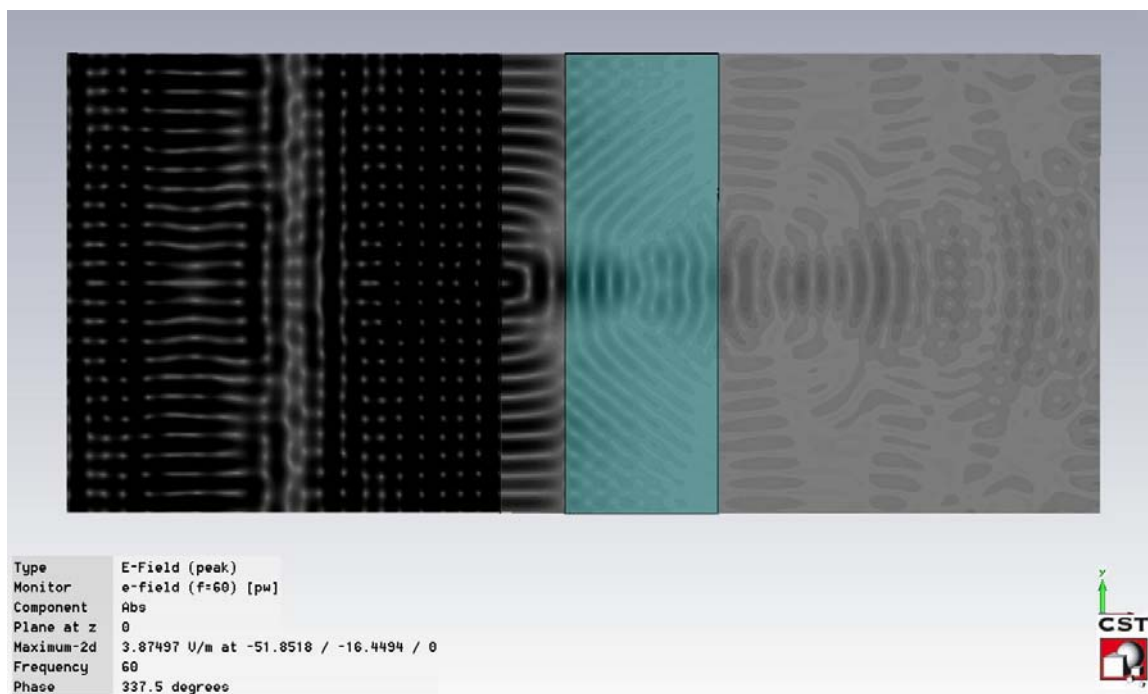 Type E-Field (peak)
Monitor e-field (f=60) [pw]
Component Abs
Plane at z 0
Maximum-2d 3.87497 V/m at -51.8518 / -16.4494 / 0
Frequency 60
Phase 337.5 degrees
y
CST